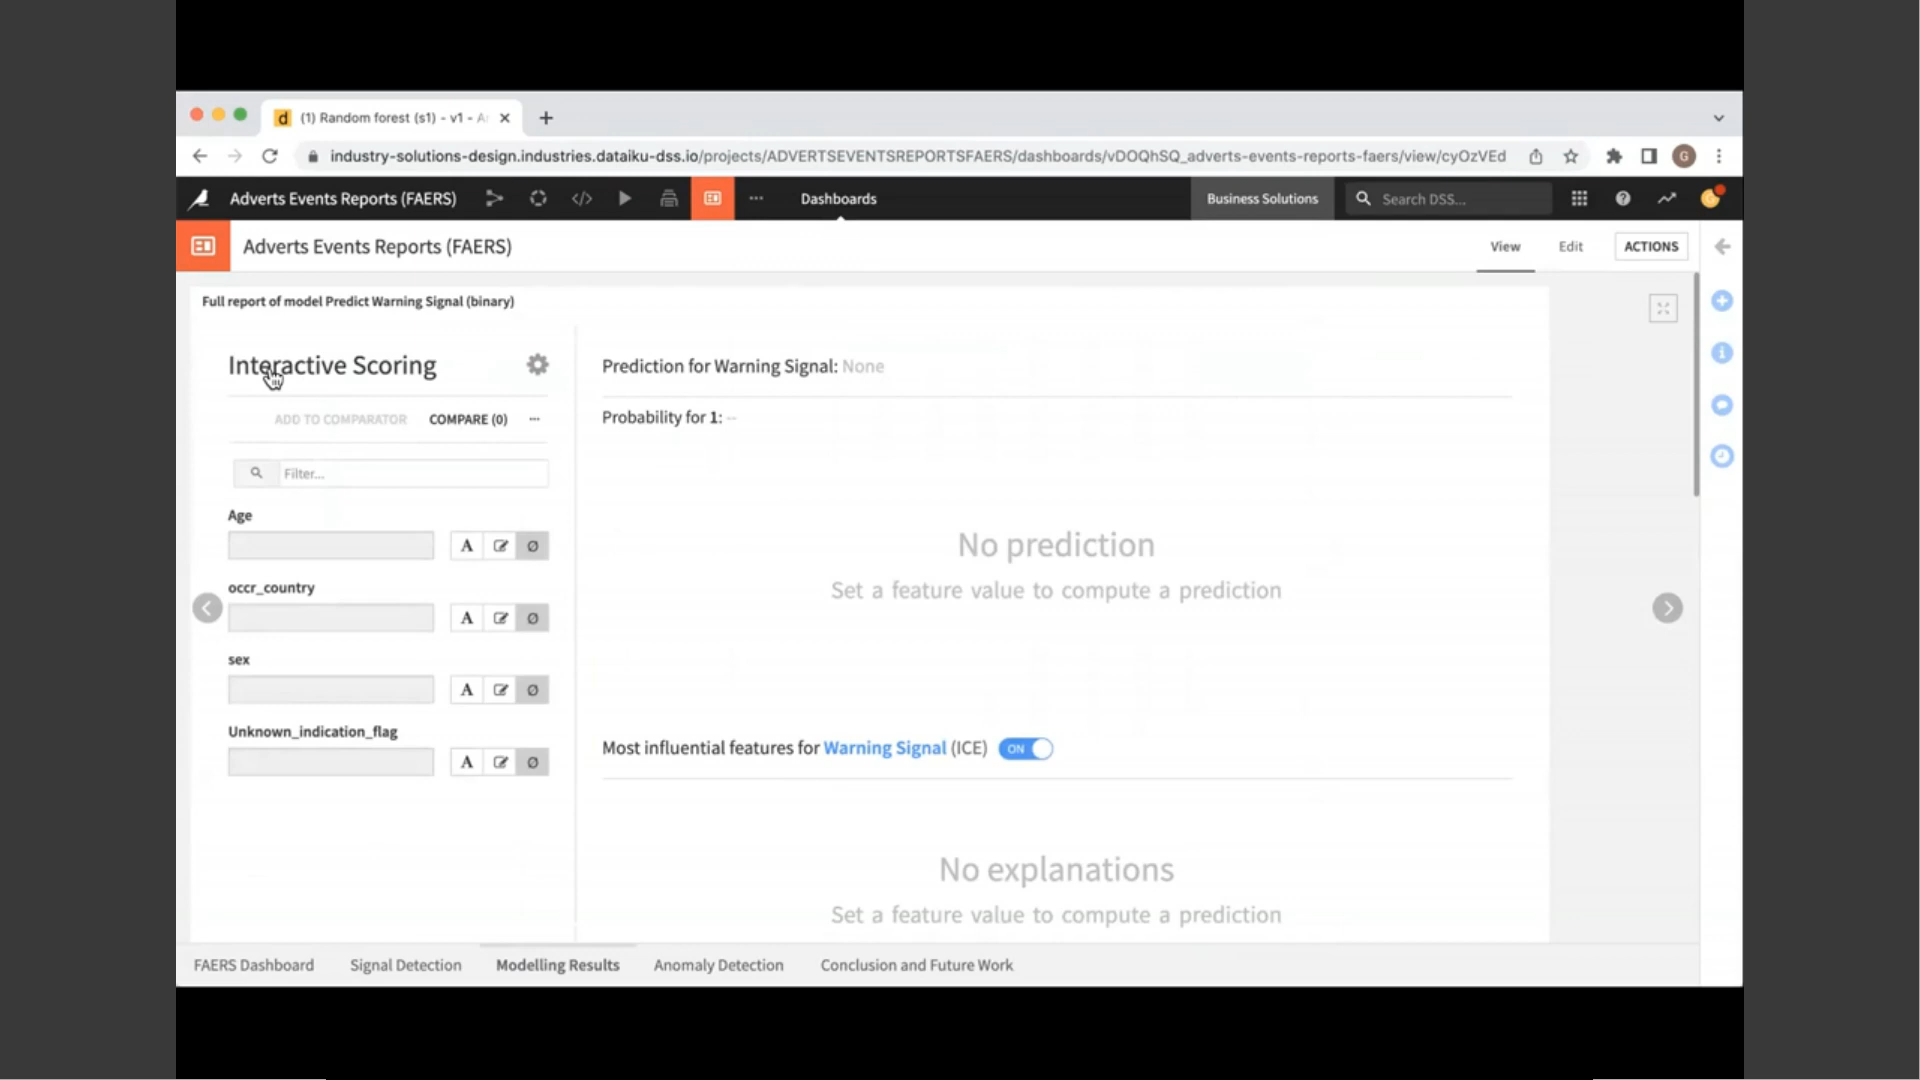 (1) Random forest (s1) - v1 - A
industry-solutions-design.industries.dataiku-dss.io/projects/ADVERTSEVENTSREPORTSFAERS/dashboards/vDOQhSQ_adverts-events-reports-faers/view/cyOzVEd
G
Adverts Events Reports (FAERS)
Dashboards
Business Solutions
Search DSS...
Adverts Events Reports (FAERS)
View
Edit
ACTIONS
Full report of model Predict Warning Signal (binary)
Interactive Scoring
ADD TO COMPARATOR
COMPARE (0)
Filter...
Age
A
occr_country
A
sex
A
Unknown_indication_flag
A
Prediction for Warning Signal: None
Probability for 1: --
No prediction
Set a feature value to compute a prediction
Most influential features for Warning Signal (ICE) ON
No explanations
Set a feature value to compute a prediction
FAERS Dashboard
Signal Detection
Modelling Results
Anomaly Detection
Conclusion and Future Work